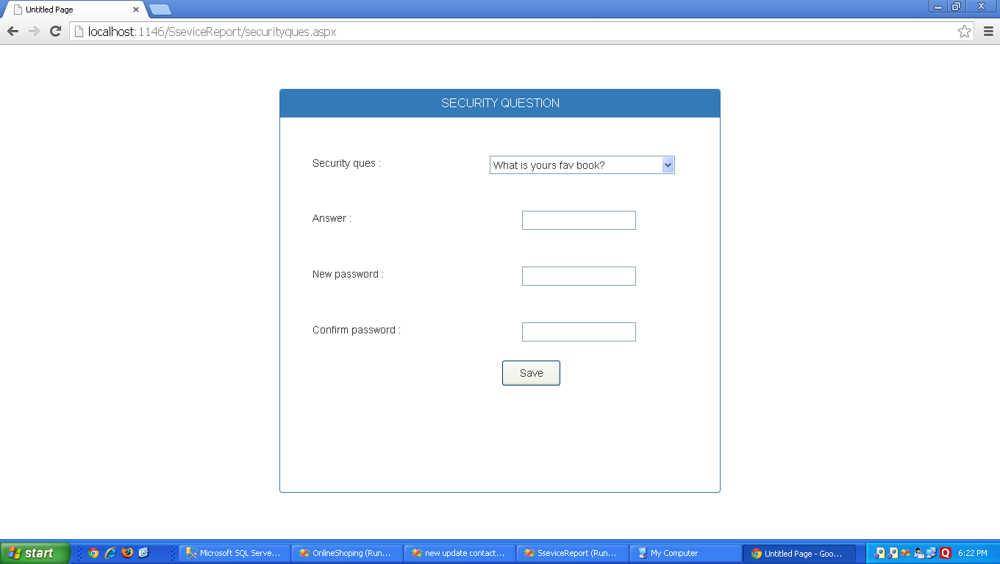 Untitled Page
localhost:1146/SseviceReport/securityques.aspx
SECURITY QUESTION
Security ques :
What is yours fav book?
Answer :
New password :
Confirm password :
Save
start
Microsoft SQL Serve...
OnlineShoping (Run...
new update contact...
SseviceReport (Run...
My Computer
Untitled Page - Goo...
6:22 PM